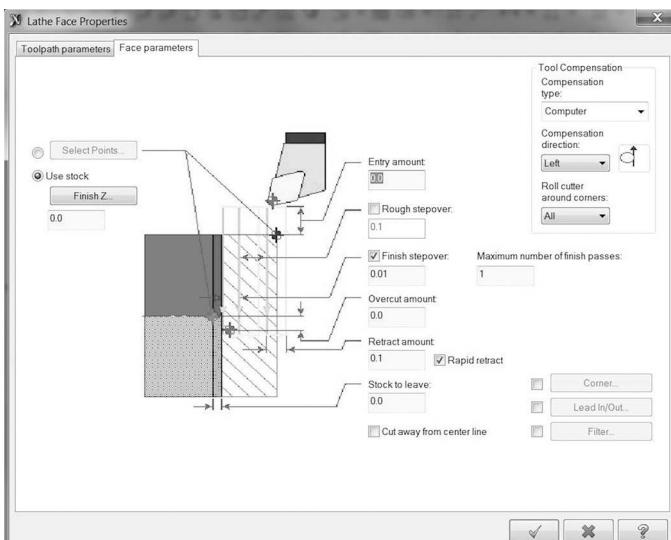 Lathe Face Properties
Toolpath parameters
Face parameters
Select Points...
Use stock
Finish Z...
0.0
Entry amount:
0.0
Rough stepover:
0.1
Finish stepover:
0.01
Maximum number of finish passes:
1
Overcut amount:
0.0
Retract amount:
0.1
Rapid retract
Stock to leave:
0.0
Cut away from center line
Tool Compensation
Compensation
type:
Computer
Compensation
direction:
Left
Roll cutter
around corners:
All
Corner...
Lead In/Out...
Filter...